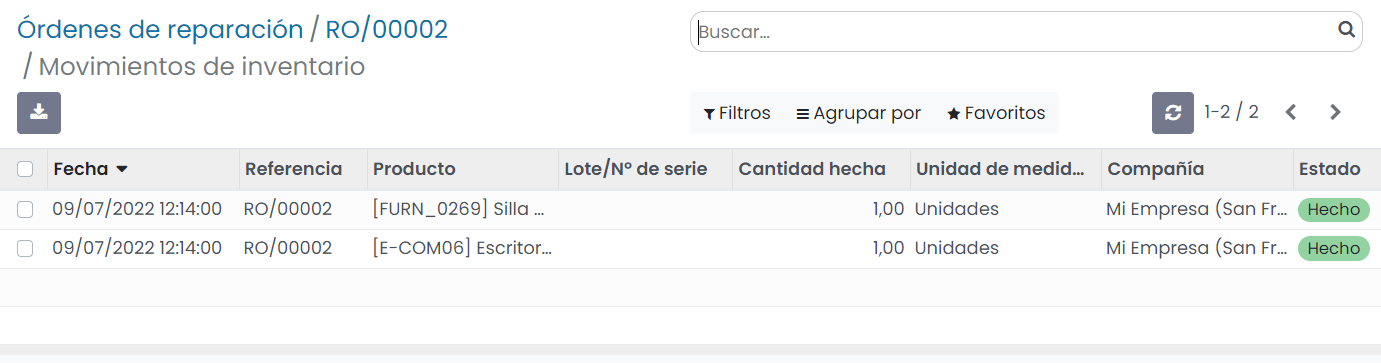 Órdenes de reparación / RO/00002
/ Movimientos de inventario
Buscar...
Filtros Agrupar por Favoritos 1-2 / 2
Fecha Referencia Producto Lote/Nº de serie Cantidad hecha Unidad de medid... Compañía Estado
09/07/2022 12:14:00 RO/00002 [FURN_0269] Silla ... 1,00 Unidades Mi Empresa (San Fr... Hecho
09/07/2022 12:14:00 RO/00002 [E-COM06] Escritor... 1,00 Unidades Mi Empresa (San Fr... Hecho